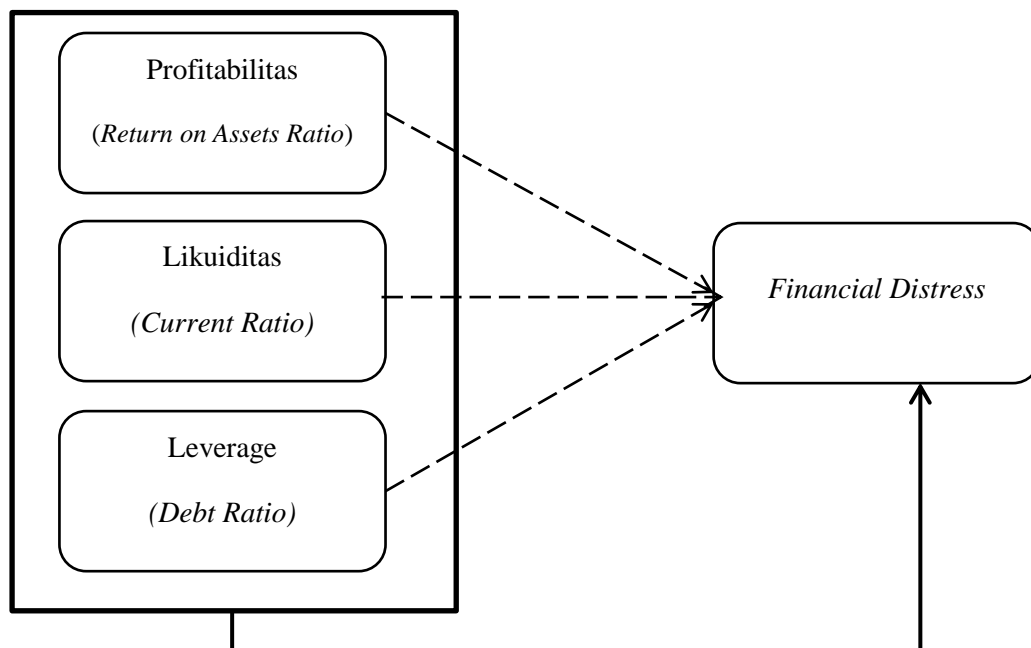 Profitabilitas
(Return on Assets Ratio)
Likuiditas
(Current Ratio)
Financial Distress
Leverage
(Debt Ratio)